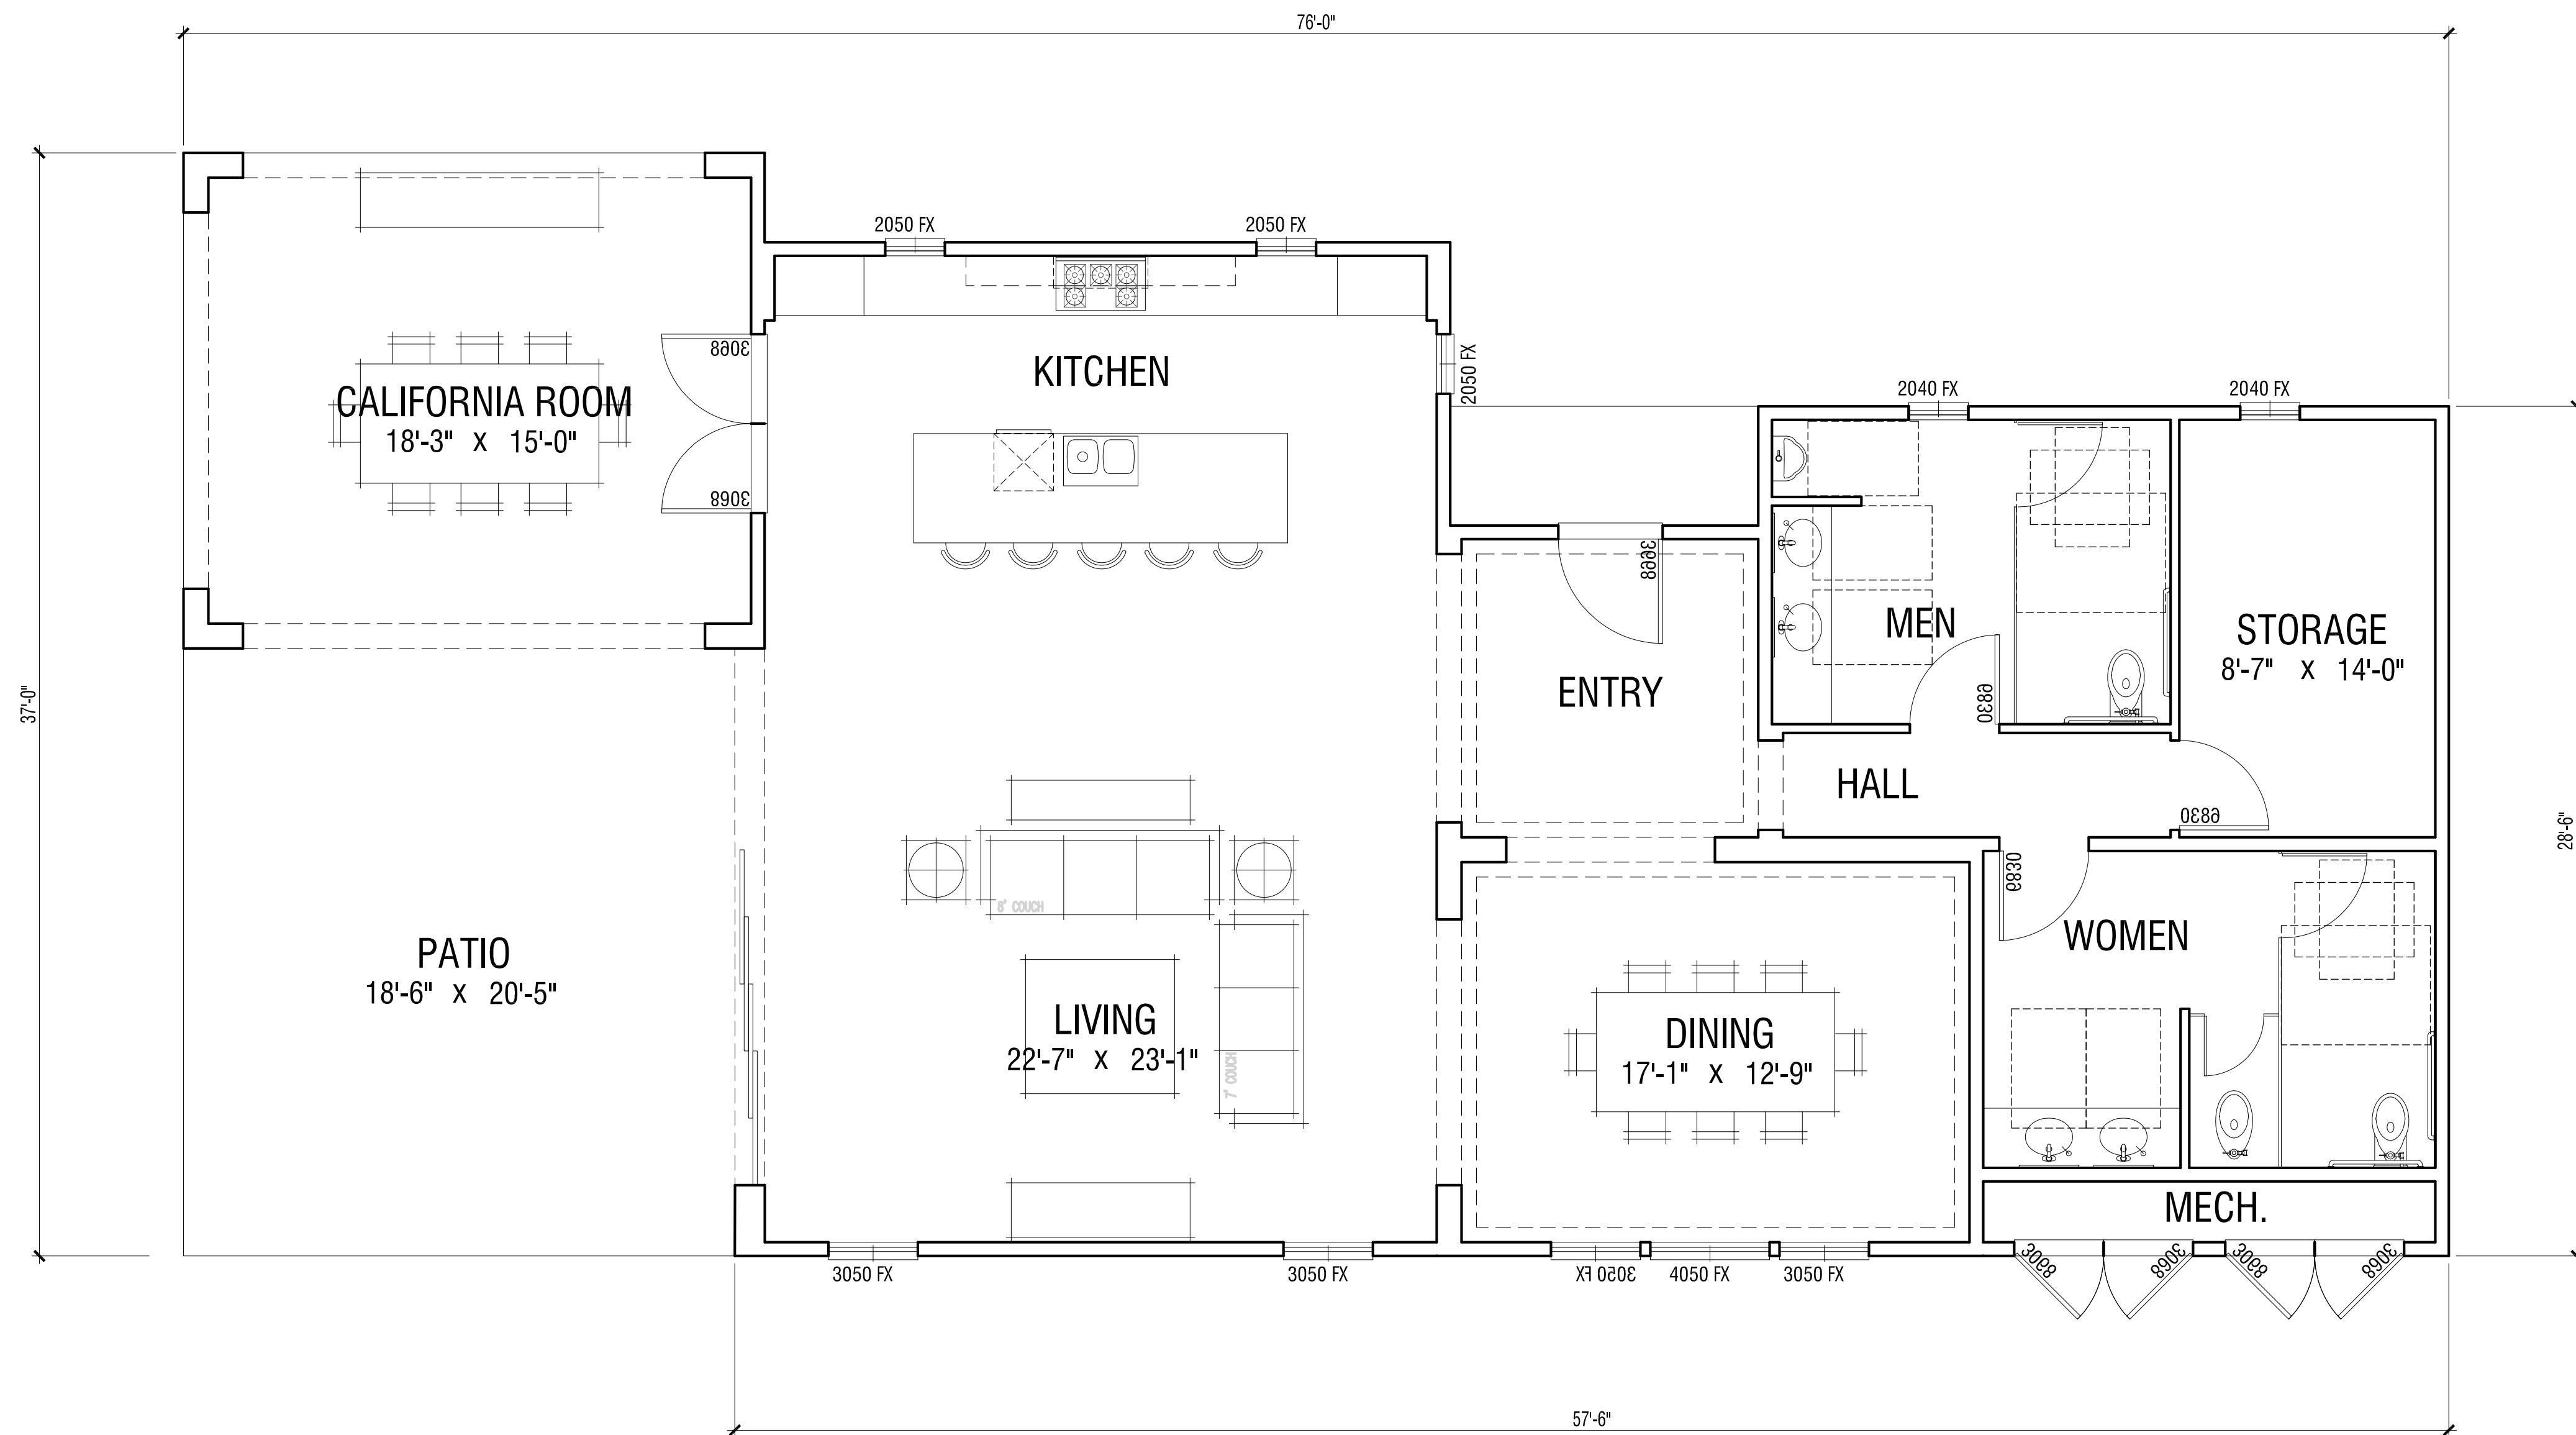 76'-0"
2050 FX
2050 FX
3068
KITCHEN
2050 FX
2040 FX
2040 FX
CALIFORNIA ROOM
18'-3" X 15'-0"
3068
3068
MEN
STORAGE
8'-7" X 14'-0"
ENTRY
0830
37'-0"
HALL
0830
28'-6"
0830
8' COUCH
WOMEN
PATIO
18'-6" X 20'-5"
LIVING
22'-7" X 23'-1"
7' COUCH
DINING
17'-1" X 12'-9"
MECH.
3050 FX
3050 FX
3050 FX
4050 FX
3050 FX
3068
3068
3068
3068
57'-6"